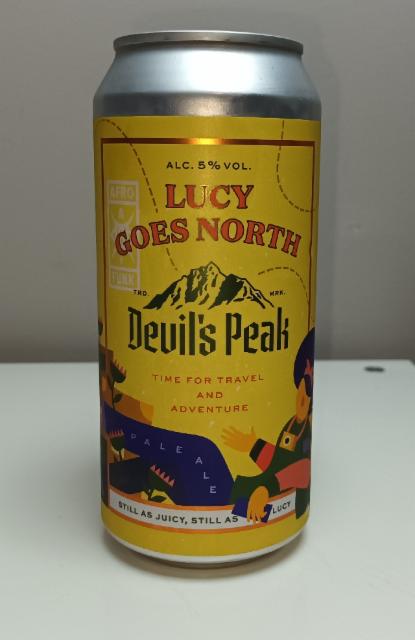 ALC. 5% VOL.
LUCY
GOES NORTH
AFRO
FUNK
TRD.
MRK.
Devil's Peak
TIME FOR TRAVEL
AND
ADVENTURE
PALE ALE
STILL AS JUICY, STILL AS
LUCY